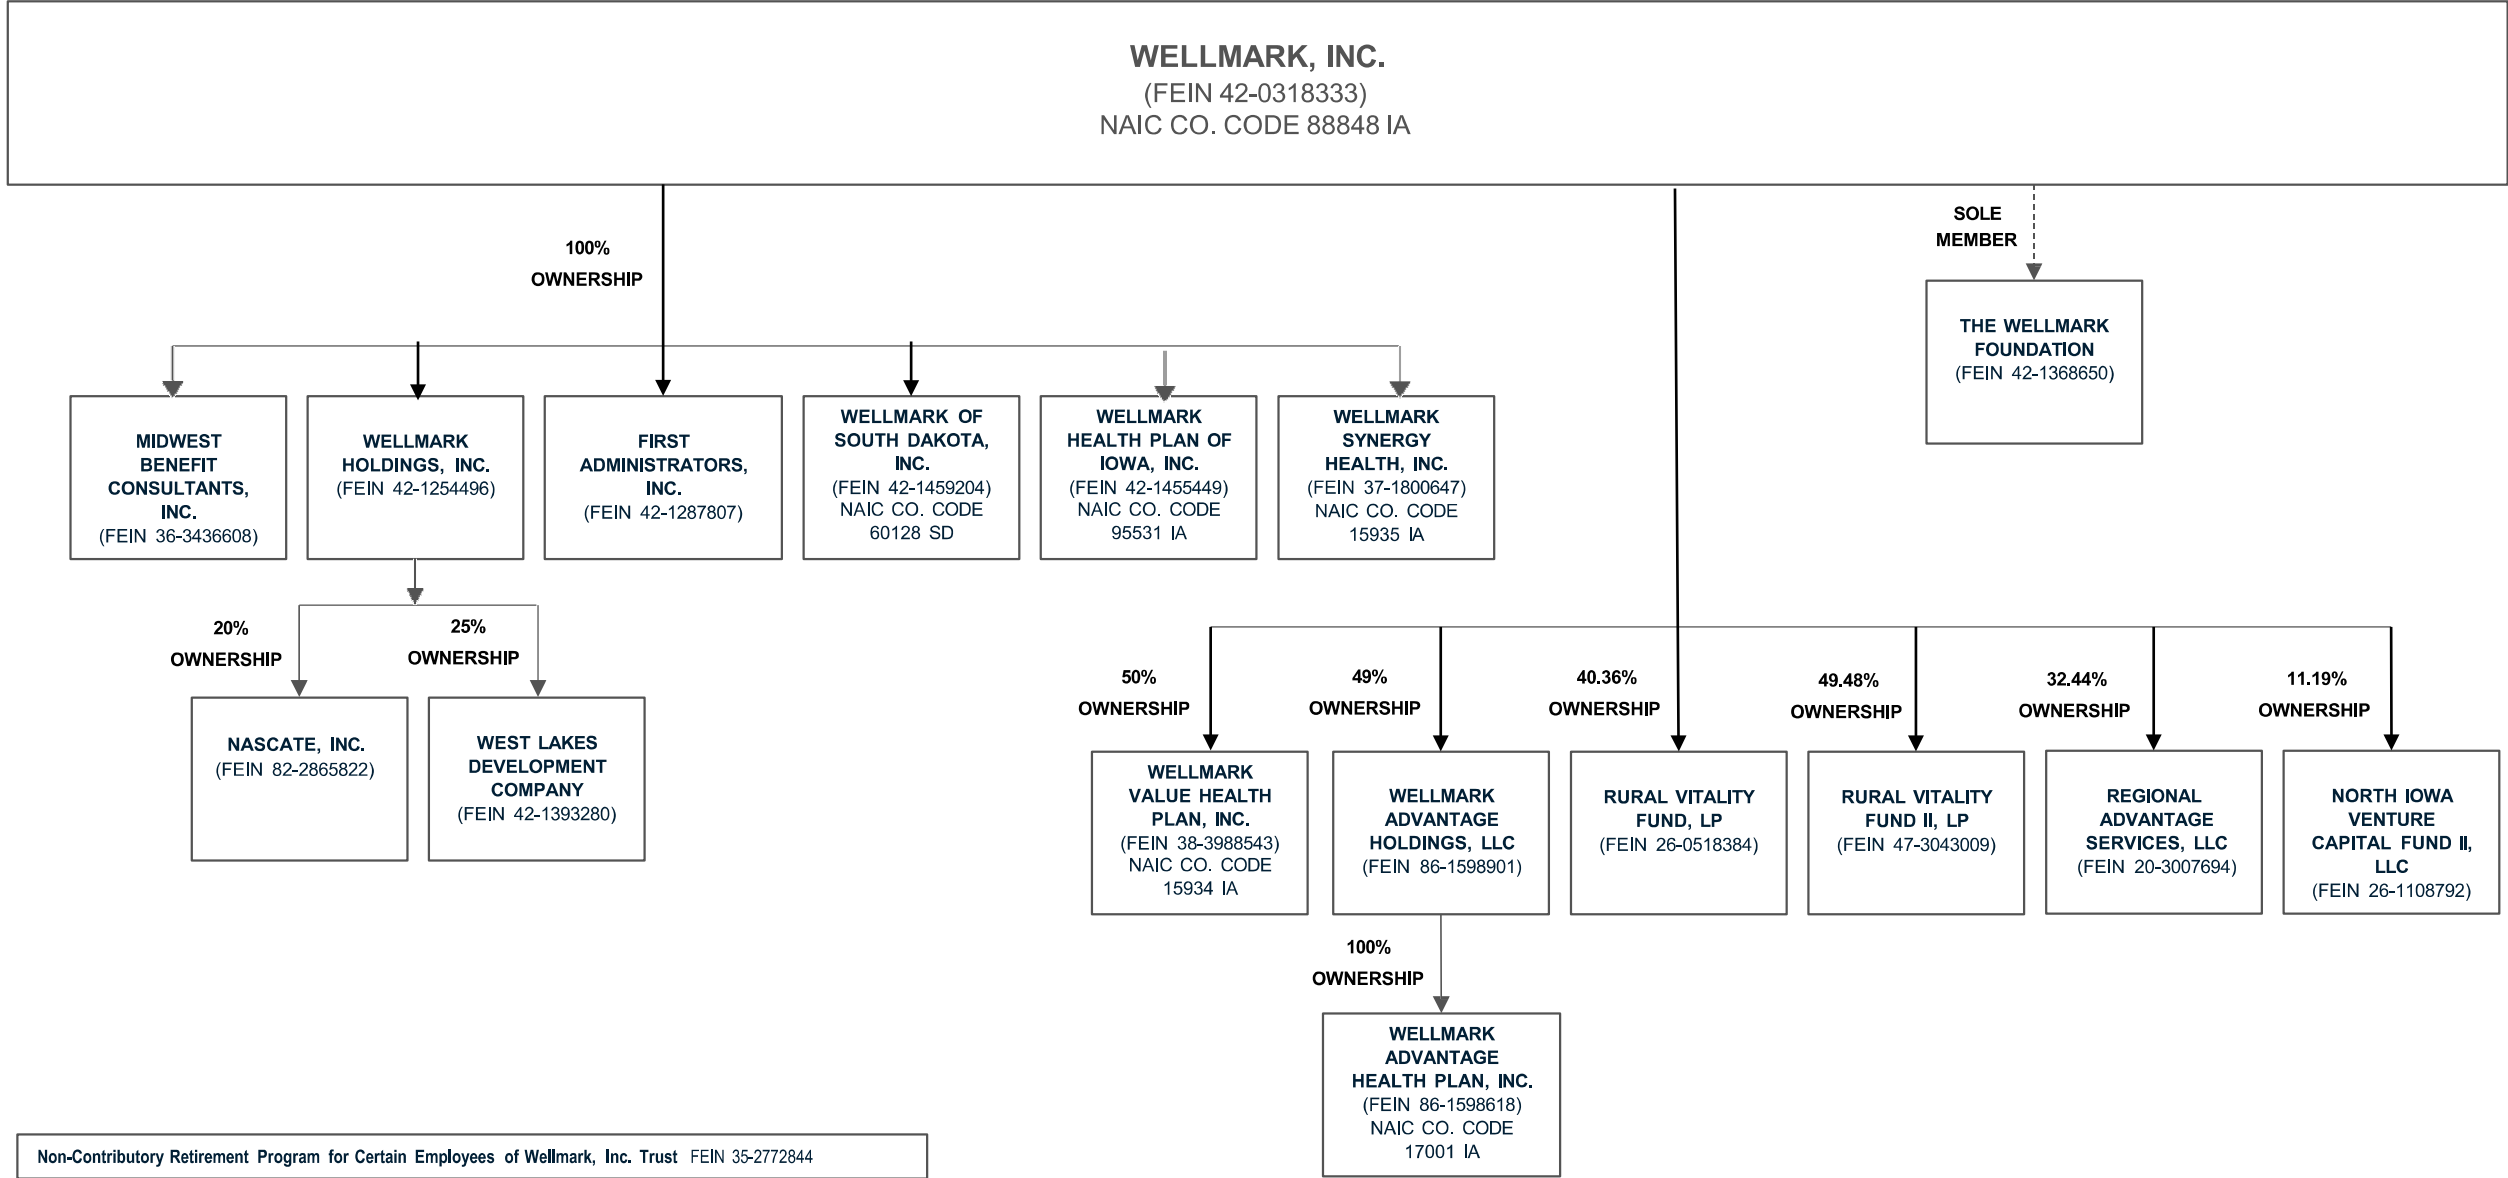 WELLMARK, INC.
(FEIN 42-0318333)
NAIC CO. CODE 88848 IA
SOLE
MEMBER
100%
OWNERSHIP
THE WELLMARK
FOUNDATION
(FEIN 42-1368650)
MIDWEST
BENEFIT
CONSULTANTS,
INC.
(FEIN 36-3436608)
WELLMARK
HOLDINGS, INC.
(FEIN 42-1254496)
FIRST
ADMINISTRATORS,
INC.
(FEIN 42-1287807)
WELLMARK OF
SOUTH DAKOTA,
INC.
(FEIN 42-1459204)
NAIC CO. CODE
60128 SD
WELLMARK
HEALTH PLAN OF
IOWA, INC.
(FEIN 42-1455449)
NAIC CO. CODE
95531 IA
WELLMARK
SYNERGY
HEALTH, INC.
(FEIN 37-1800647)
NAIC CO. CODE
15935 IA
20%
OWNERSHIP
25%
OWNERSHIP
NASCATE, INC.
(FEIN 82-2865822)
WEST LAKES
DEVELOPMENT
COMPANY
(FEIN 42-1393280)
50%
OWNERSHIP
49%
OWNERSHIP
40.36%
OWNERSHIP
49.48%
OWNERSHIP
32.44%
OWNERSHIP
11.19%
OWNERSHIP
WELLMARK
VALUE HEALTH
PLAN, INC.
(FEIN 38-3988543)
NAIC CO. CODE
15934 IA
WELLMARK
ADVANTAGE
HOLDINGS, LLC
(FEIN 86-1598901)
RURAL VITALITY
FUND, LP
(FEIN 26-0518384)
RURAL VITALITY
FUND II, LP
(FEIN 47-3043009)
REGIONAL
ADVANTAGE
SERVICES, LLC
(FEIN 20-3007694)
NORTH IOWA
VENTURE
CAPITAL FUND II,
LLC
(FEIN 26-1108792)
100%
OWNERSHIP
WELLMARK
ADVANTAGE
HEALTH PLAN, INC.
(FEIN 86-1598618)
NAIC CO. CODE
17001 IA
Non-Contributory Retirement Program for Certain Employees of Wellmark, Inc. Trust FEIN 35-2772844